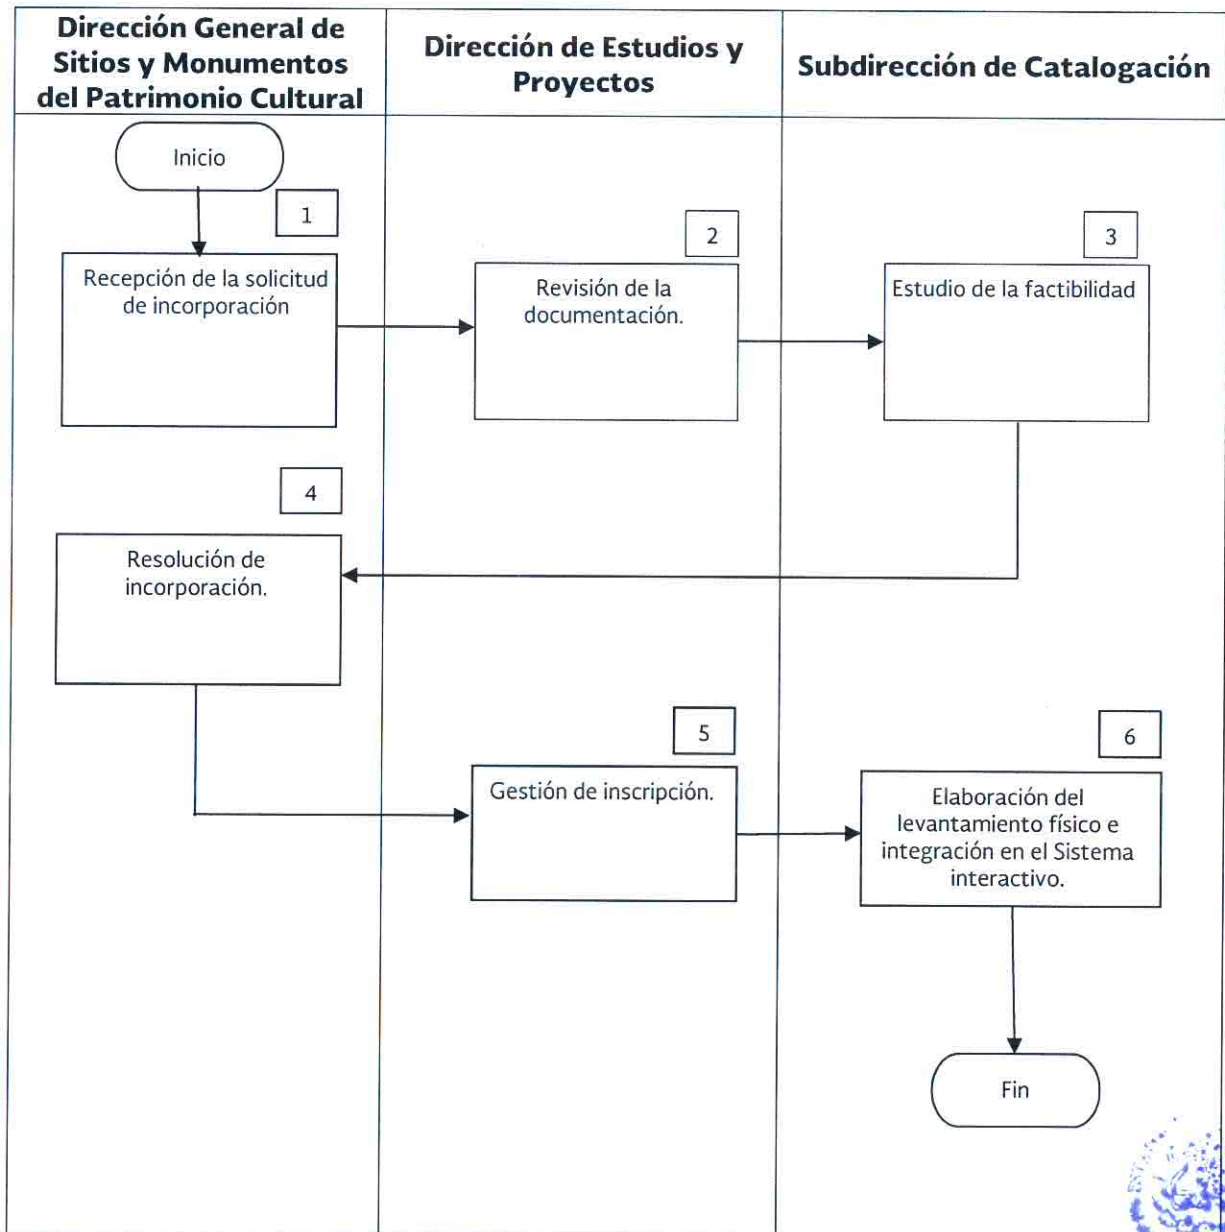 Dirección General de
Sitios y Monumentos
del Patrimonio Cultural
Dirección de Estudios y
Proyectos
Subdirección de Catalogación
Inicio
1
Recepción de la solicitud
de incorporación
2
Revisión de la
documentación.
3
Estudio de la factibilidad
4
Resolución de
incorporación.
5
Gestión de inscripción.
6
Elaboración del
levantamiento físico e
integración en el Sistema
interactivo.
Fin